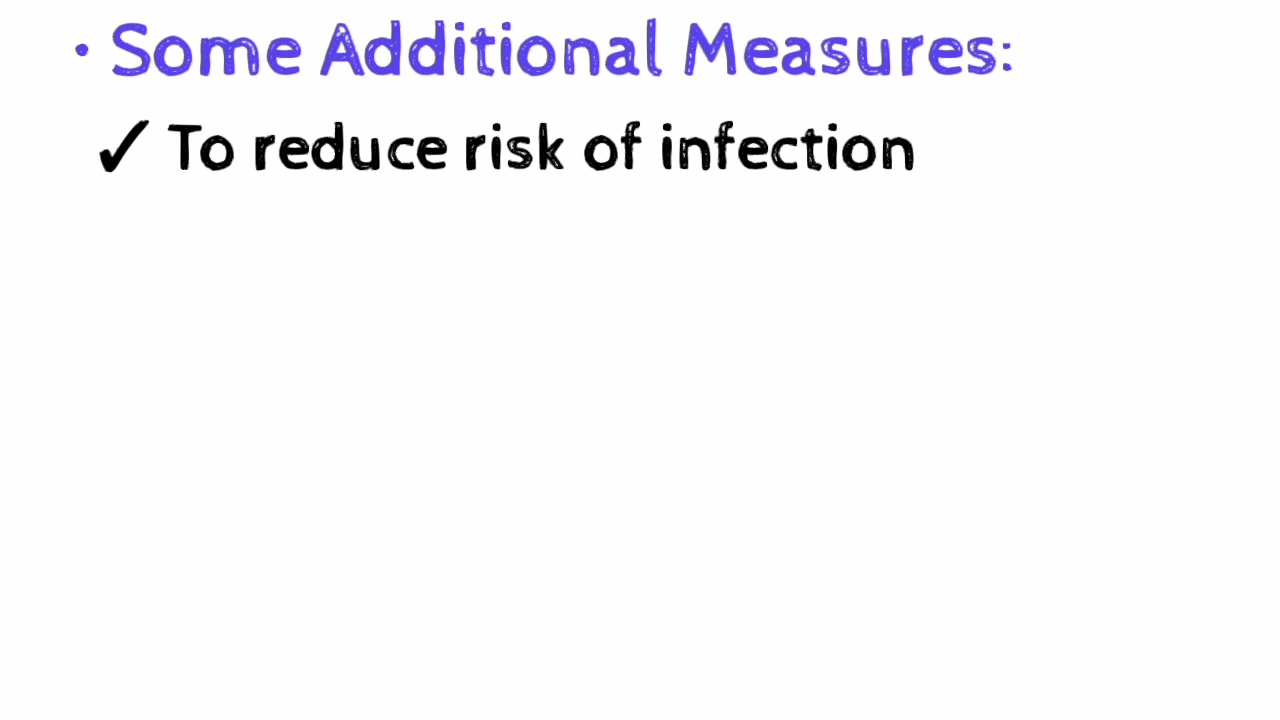 • Some Additional Measures:
✓ To reduce risk of infection